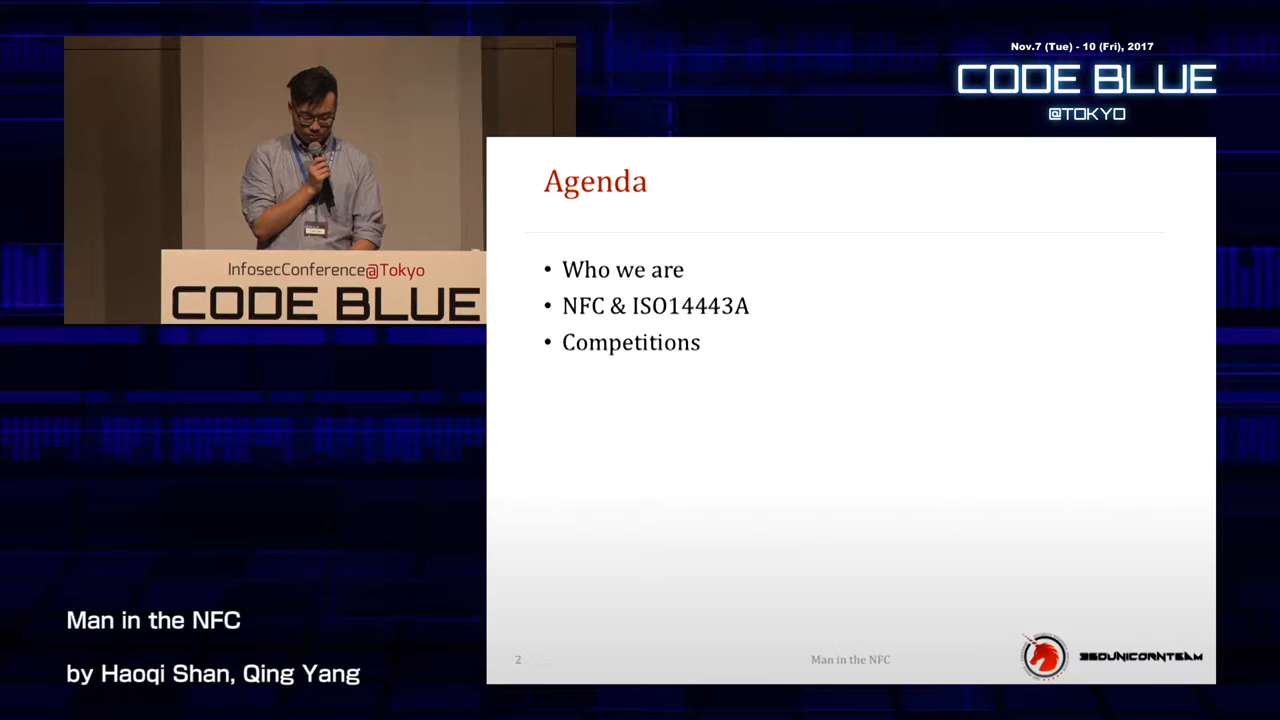 Nov.7 (Tue) - 10 (Fri), 2017
CODE BLUE
@TOKYO
InfosecConference@Tokyo
CODE BLUE
Agenda
• Who we are
• NFC & ISO14443A
• Competitions
2
Man in the NFC
360UNICORNTEAM
Man in the NFC
by Haoqi Shan, Qing Yang